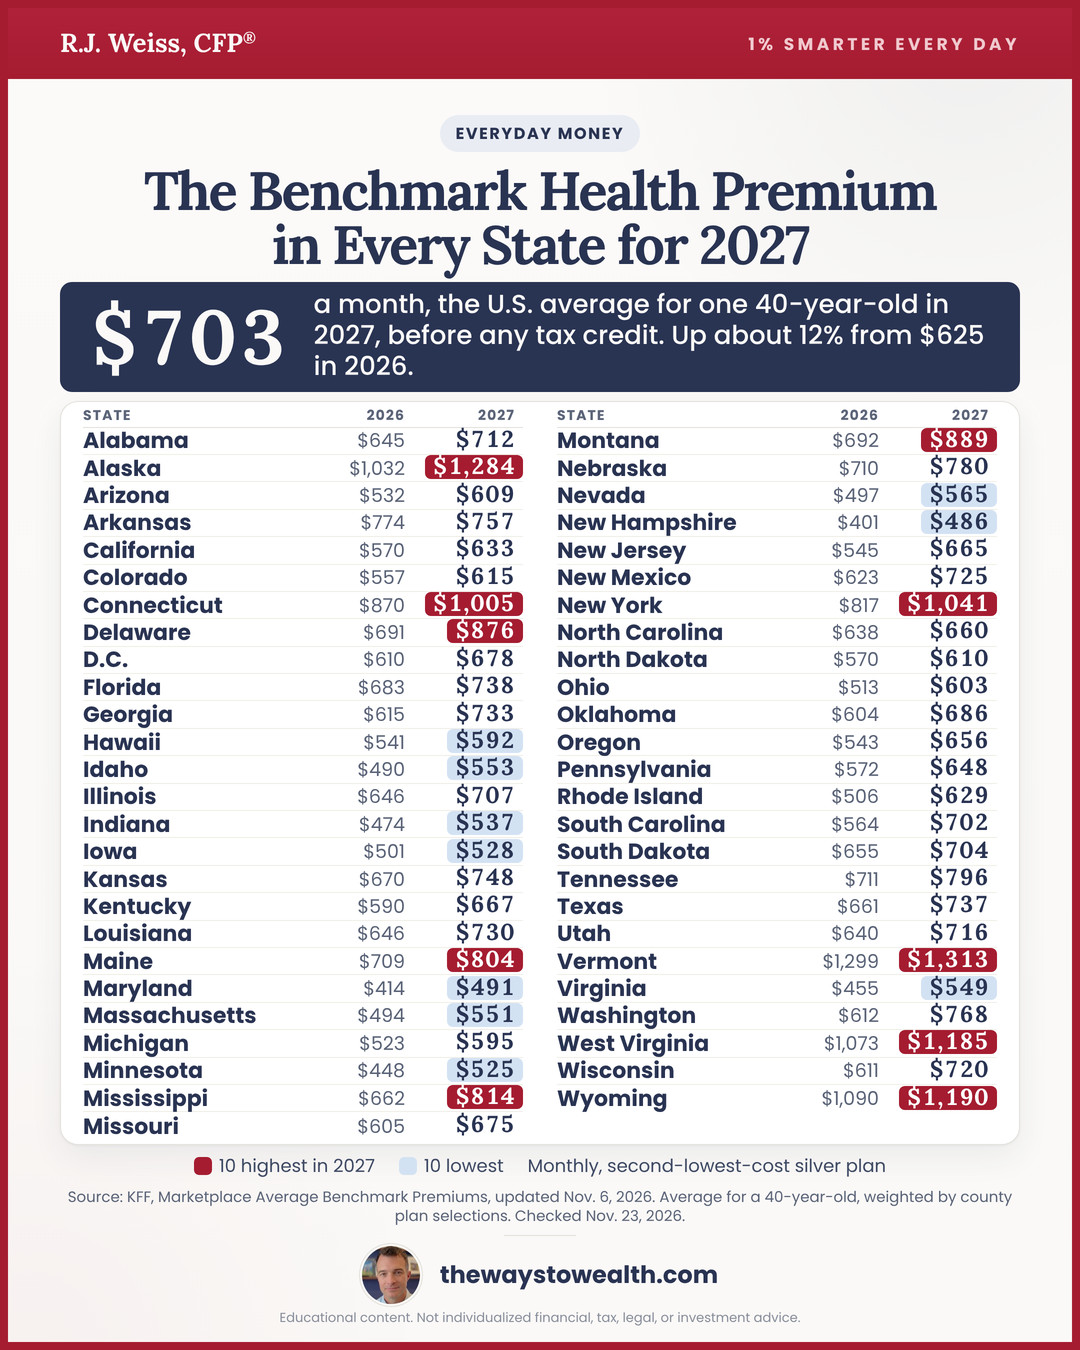 R.J. Weiss, CFP®
1% SMARTER EVERY DAY
EVERYDAY MONEY
The Benchmark Health Premium
in Every State for 2027
$703
a month, the U.S. average for one 40-year-old in
2027, before any tax credit. Up about 12% from $625
in 2026.
STATE 2026 2027
Alabama $645 $712
Alaska $1,032 $1,284
Arizona $532 $609
Arkansas $774 $757
California $570 $633
Colorado $557 $615
Connecticut $870 $1,005
Delaware $691 $876
D.C. $610 $678
Florida $683 $738
Georgia $615 $733
Hawaii $541 $592
Idaho $490 $553
Illinois $646 $707
Indiana $474 $537
Iowa $501 $528
Kansas $670 $748
Kentucky $590 $667
Louisiana $646 $730
Maine $709 $804
Maryland $414 $491
Massachusetts $494 $551
Michigan $523 $595
Minnesota $448 $525
Mississippi $662 $814
Missouri $605 $675
STATE 2026 2027
Montana $692 $889
Nebraska $710 $780
Nevada $497 $565
New Hampshire $401 $486
New Jersey $545 $665
New Mexico $623 $725
New York $817 $1,041
North Carolina $638 $660
North Dakota $570 $610
Ohio $513 $603
Oklahoma $604 $686
Oregon $543 $656
Pennsylvania $572 $648
Rhode Island $506 $629
South Carolina $564 $702
South Dakota $655 $704
Tennessee $711 $796
Texas $661 $737
Utah $640 $716
Vermont $1,299 $1,313
Virginia $455 $549
Washington $612 $768
West Virginia $1,073 $1,185
Wisconsin $611 $720
Wyoming $1,090 $1,190
10 highest in 2027 10 lowest Monthly, second-lowest-cost silver plan
Source: KFF, Marketplace Average Benchmark Premiums, updated Nov. 6, 2026. Average for a 40-year-old, weighted by county
plan selections. Checked Nov. 23, 2026.
thewaystowealth.com
Educational content. Not individualized financial, tax, legal, or investment advice.